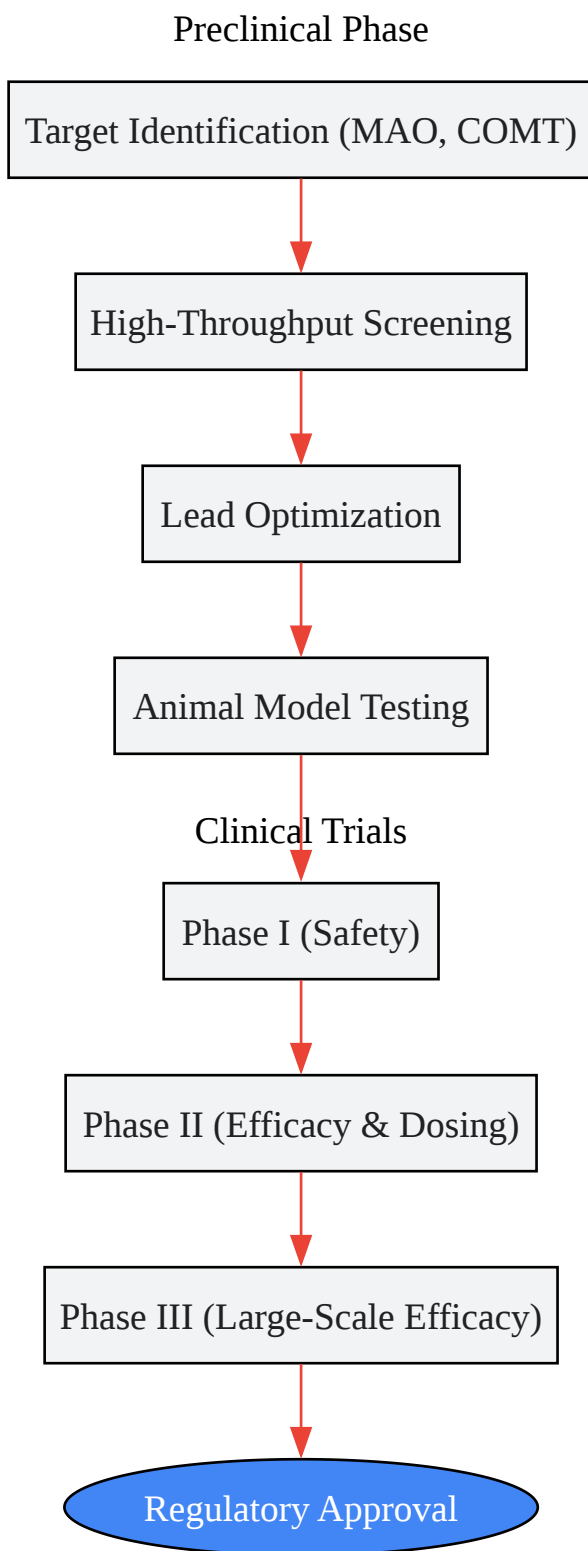 Preclinical Phase
Target Identification (MAO, COMT)
High-Throughput Screening
Lead Optimization
Animal Model Testing
Clinical Trials
Phase I (Safety)
Phase II (Efficacy & Dosing)
Phase III (Large-Scale Efficacy)
Regulatory Approval